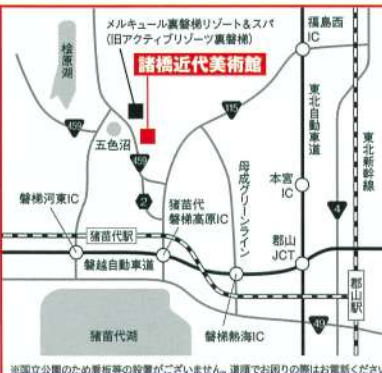 メルキュール裏磐梯リゾート&スパ
(旧アクティブリゾーツ裏磐梯)
福島西
IC
桧原湖
諸橋近代美術館
115
459
五色沼
459
東北自動車道
東北新幹線
母成グリーンライン
2
本宮
IC
4
磐梯河東IC
猪苗代
磐梯高原IC
猪苗代駅
郡山
JCT
磐越自動車道
郡山駅
猪苗代湖
磐梯熱海IC
49
※国立公園のため看板等の設置がございません。道順でお困りの際はお電話くださ